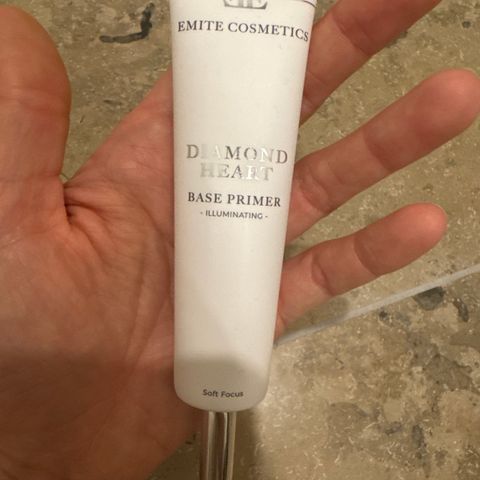 EMITE COSMETICS
DIAMOND
HEART
BASE PRIMER
- ILLUMINATING -
Soft Focus